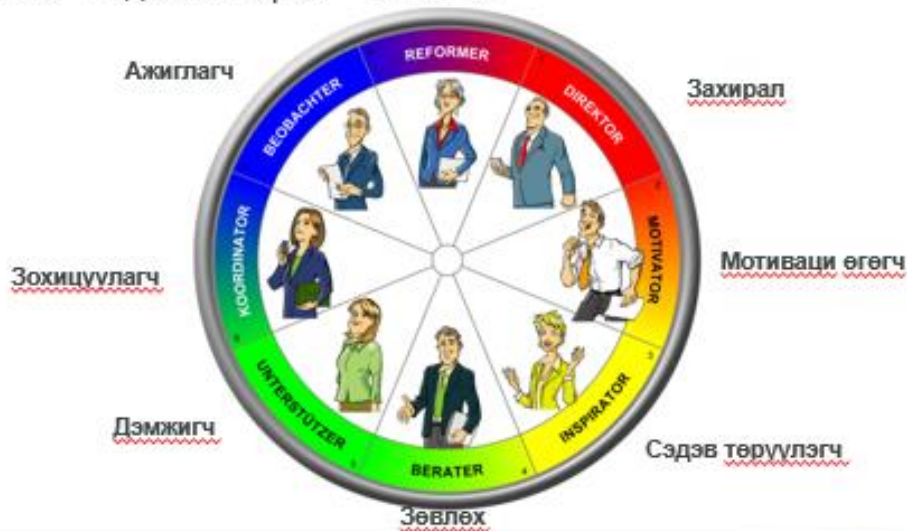 REFORMER
Ажиглагч
BEOBACHTER
DIREKTOR
Захирал
KOORDINATOR
MOTIVATOR
Зохицуулагч
Мотиваци өгөгч
UNTERSTÜTZER
INSPIRATOR
Дэмжигч
Сэдэв төрүүлэгч
BERATER
Зөвлөх